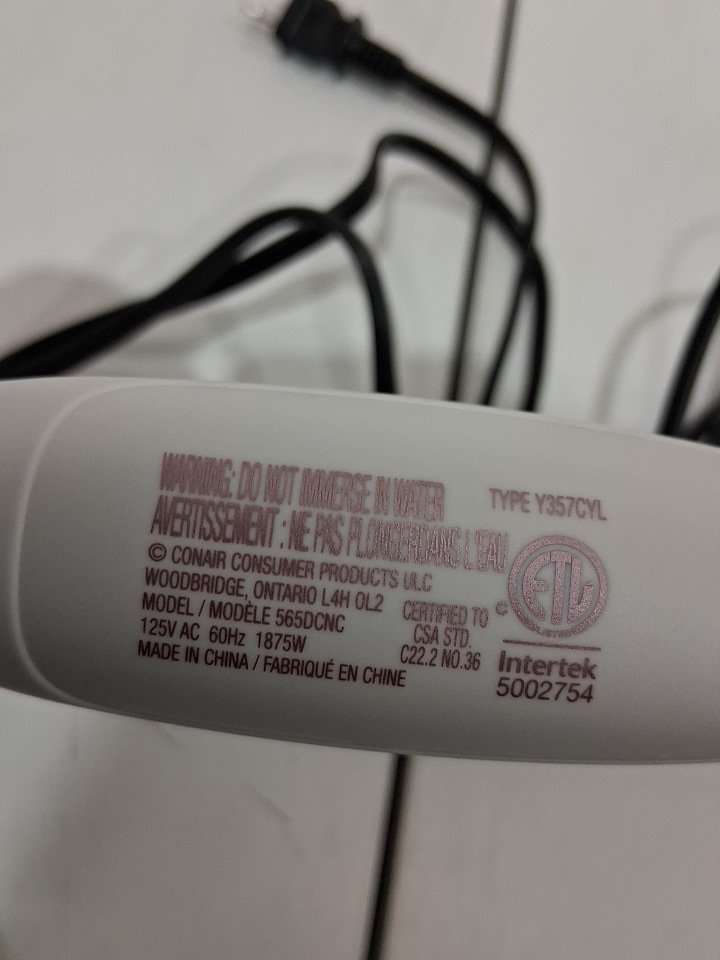 WARNING: DO NOT IMMERSE IN WATER
AVERTISSEMENT : NE PAS PLONGER DANS L'EAU
© CONAIR CONSUMER PRODUCTS ULC
WOODBRIDGE, ONTARIO L4H 0L2
MODEL / MODÈLE 565DCNC
125V AC 60Hz 1875W
MADE IN CHINA / FABRIQUÉ EN CHINE
TYPE Y357CYL
CERTIFIED TO
CSA STD.
C22.2 NO.36
C ETL
Intertek
5002754